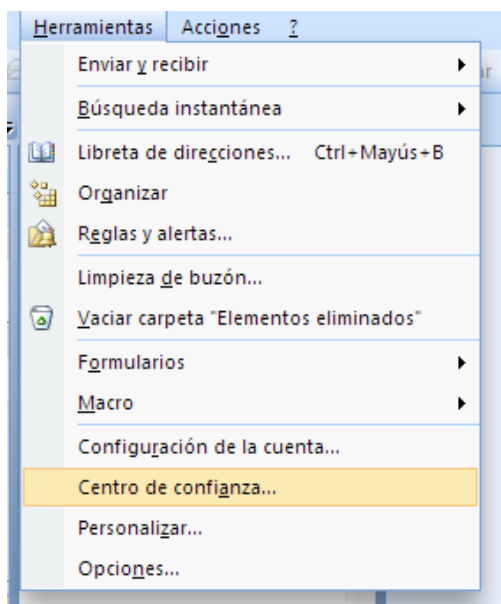 Herramientas Acciones ?
Enviar y recibir
Búsqueda instantánea
Libreta de direcciones... Ctrl+Mayús+B
Organizar
Reglas y alertas...
Limpieza de buzón...
Vaciar carpeta "Elementos eliminados"
Formularios
Macro
Configuración de la cuenta...
Centro de confianza...
Personalizar...
Opciones...